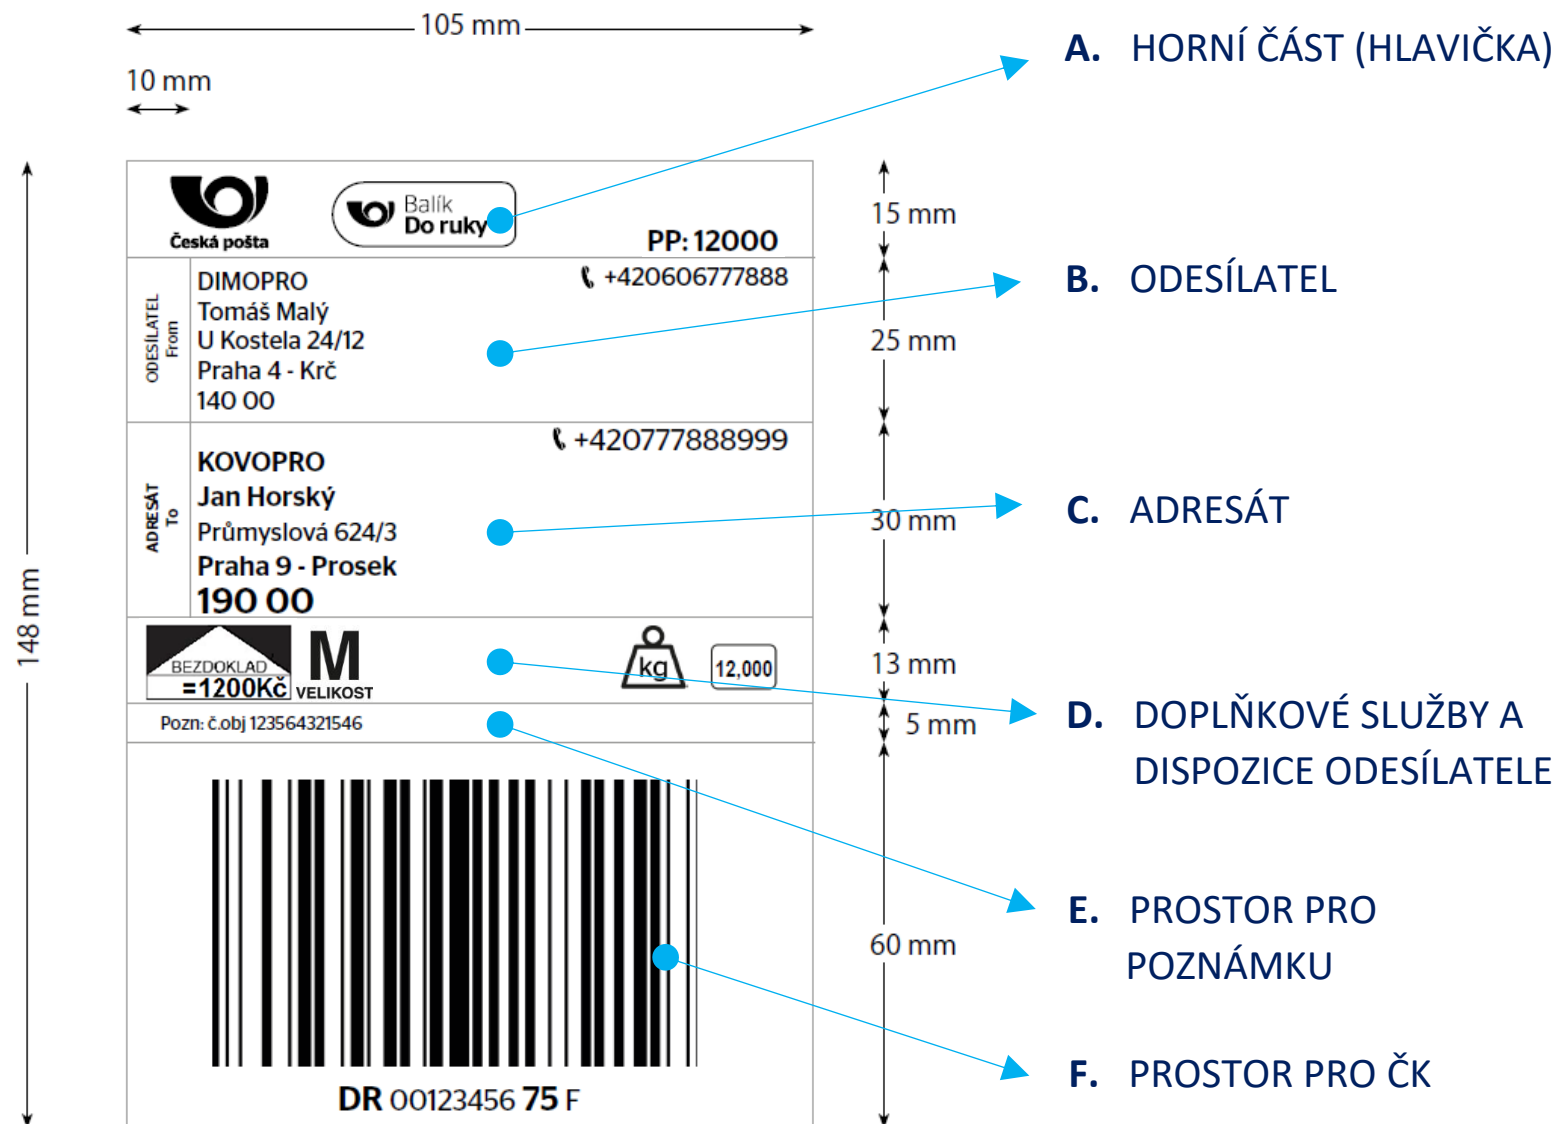 105 mm
A. HORNÍ ČÁST (HLAVIČKA)
10 mm
Česká pošta
Balík
Do ruky
PP: 12000
15 mm
ODESÍLATEL
From
DIMOPRO
+420606777888
Tomáš Malý
U Kostela 24/12
Praha 4 - Krč
140 00
25 mm
B. ODESÍLATEL
ADRESÁT
To
+420777888999
KOVOPRO
Jan Horský
Průmyslová 624/3
Praha 9 - Prosek
190 00
30 mm
C. ADRESÁT
148 mm
BEZDOKLAD
=1200Kč
M
VELIKOST
kg
12,000
13 mm
D. DOPLŇKOVÉ SLUŽBY A
DISPOZICE ODESÍLATELE
Pozn: č.obj 123564321546
5 mm
E. PROSTOR PRO
POZNÁMKU
60 mm
F. PROSTOR PRO ČK
DR 00123456 75 F